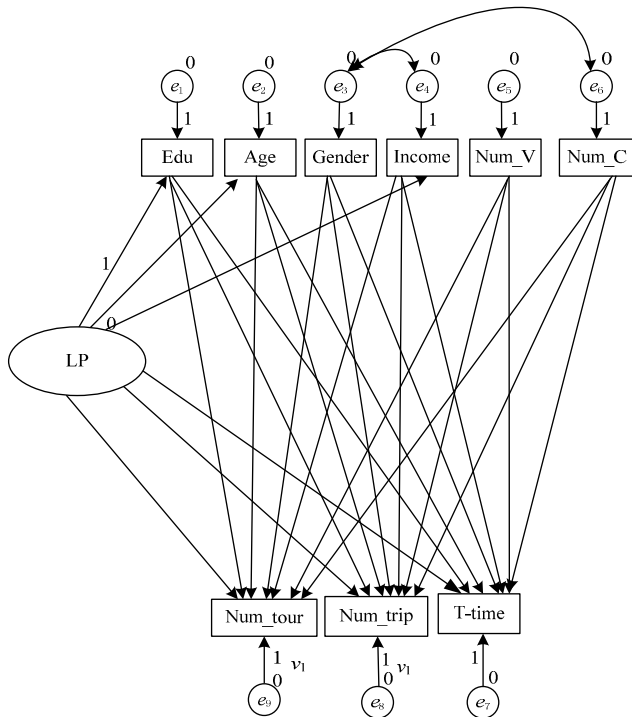 0 0 0 0 0 0
e1 e2 e3 e4 e5 e6
1 1 1 1 1 1
Edu Age Gender Income Num_V Num_C
1
0
LP
Num_tour Num_trip T-time
1 v1 1 v1 1
0 0 0
e9 e8 e7